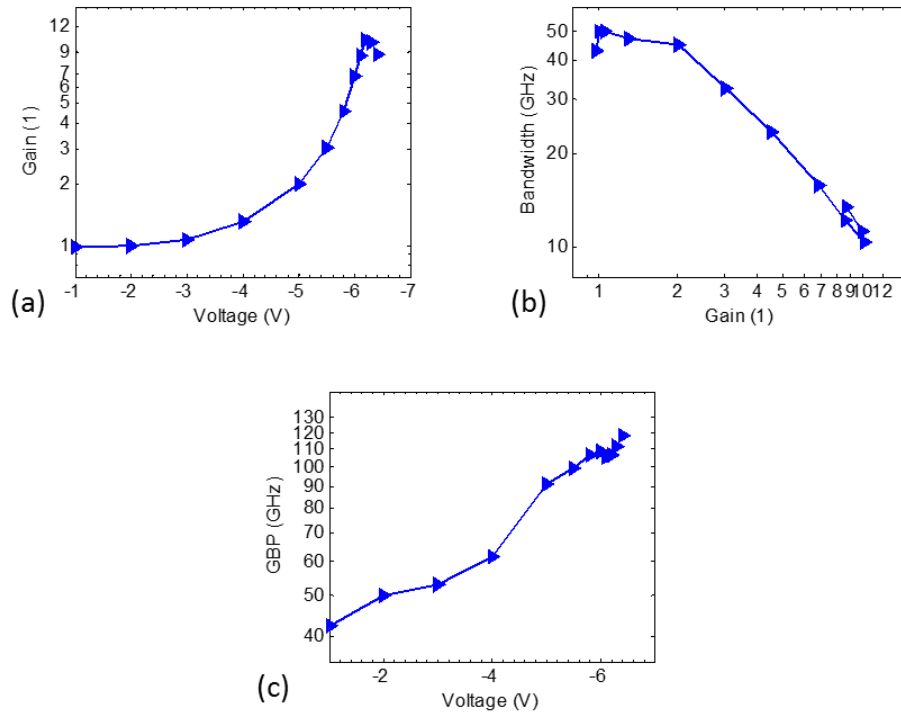 12
9
7
6
5
4
3
2
1
Gain (1)
-1 -2 -3 -4 -5 -6 -7
Voltage (V)
(a)
50
40
30
20
10
Bandwidth (GHz)
1 2 3 4 5 6 7 8 9 10 12
Gain (1)
(b)
130
120
110
100
90
80
70
60
50
40
GBP (GHz)
-2 -4 -6
Voltage (V)
(c)